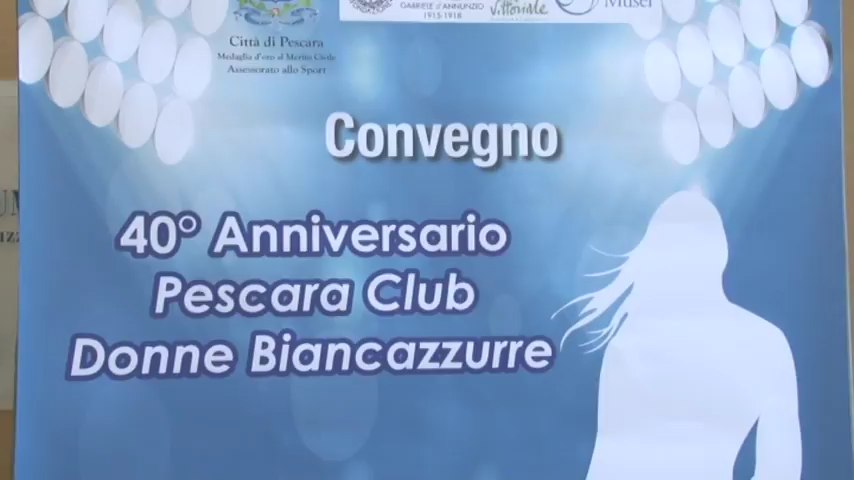 GABRIELE d'ANNUNZIO
1915-1918
Vittoriale
Musei
Città di Pescara
Medaglia d'oro al Merito Civile
Assessorato allo Sport
Convegno
40° Anniversario
Pescara Club
Donne Biancazzurre